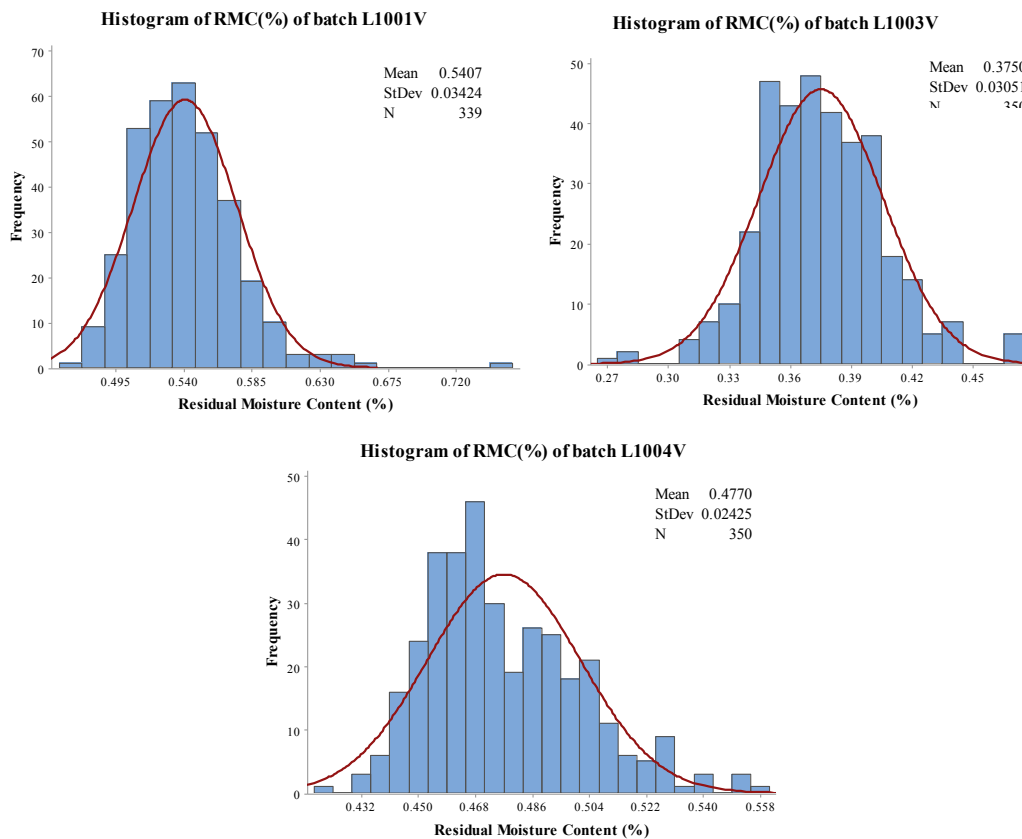 Histogram of RMC(%) of batch L1001V
70
60
50
40
30
20
10
0
Frequency
Mean 0.5407
StDev 0.03424
N 339
0.495 0.540 0.585 0.630 0.675 0.720
Residual Moisture Content (%)
Histogram of RMC(%) of batch L1003V
50
40
30
20
10
0
Frequency
Mean 0.3750
StDev 0.03051
N 350
0.27 0.30 0.33 0.36 0.39 0.42 0.45
Residual Moisture Content (%)
Histogram of RMC(%) of batch L1004V
50
40
30
20
10
0
Frequency
Mean 0.4770
StDev 0.02425
N 350
0.432 0.450 0.468 0.486 0.504 0.522 0.540 0.558
Residual Moisture Content (%)